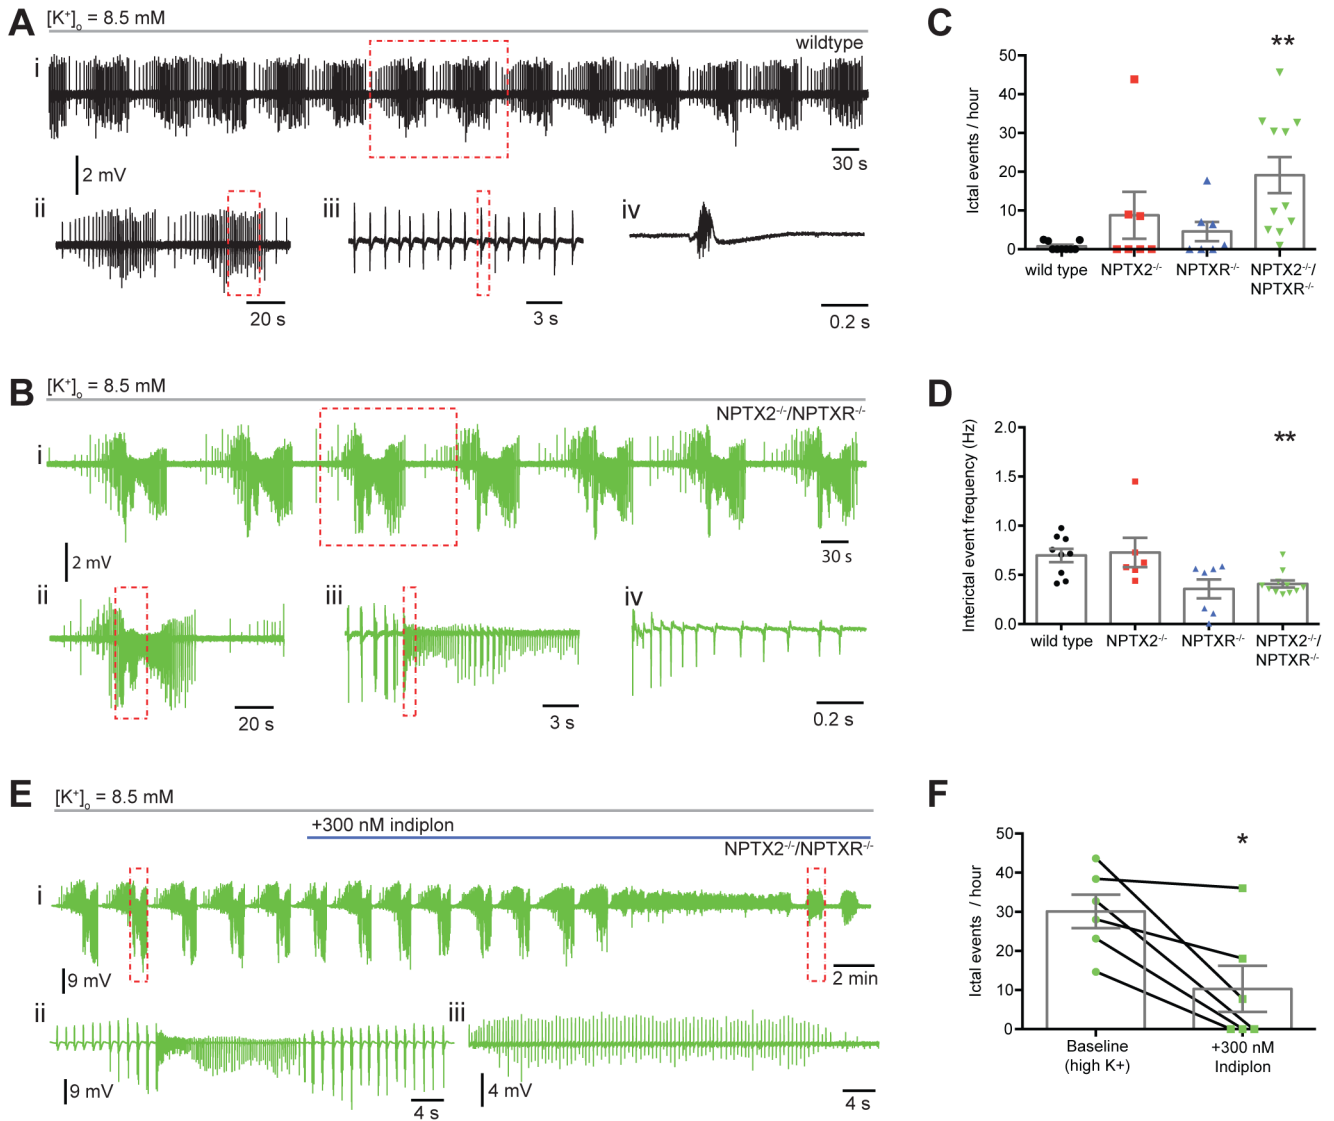 A
[K⁺]ₒ = 8.5 mM
wildtype
i
30 s
2 mV
ii
iii
iv
20 s
3 s
0.2 s
B
[K⁺]ₒ = 8.5 mM
NPTX2⁻/⁻/NPTXR⁻/⁻
i
30 s
2 mV
ii
iii
iv
20 s
3 s
0.2 s
C
**
Ictal events / hour
50
40
30
20
10
0
wild type
NPTX2⁻/⁻
NPTXR⁻/⁻
NPTX2⁻/⁻/
NPTXR⁻/⁻
D
**
Interictal event frequency (Hz)
2.0
1.5
1.0
0.5
0.0
wild type
NPTX2⁻/⁻
NPTXR⁻/⁻
NPTX2⁻/⁻/
NPTXR⁻/⁻
E
[K⁺]ₒ = 8.5 mM
+300 nM indiplon
NPTX2⁻/⁻/NPTXR⁻/⁻
i
9 mV
2 min
ii
iii
9 mV
4 s
4 mV
4 s
F
*
Ictal events / hour
50
40
30
20
10
0
Baseline
(high K+)
+300 nM
Indiplon